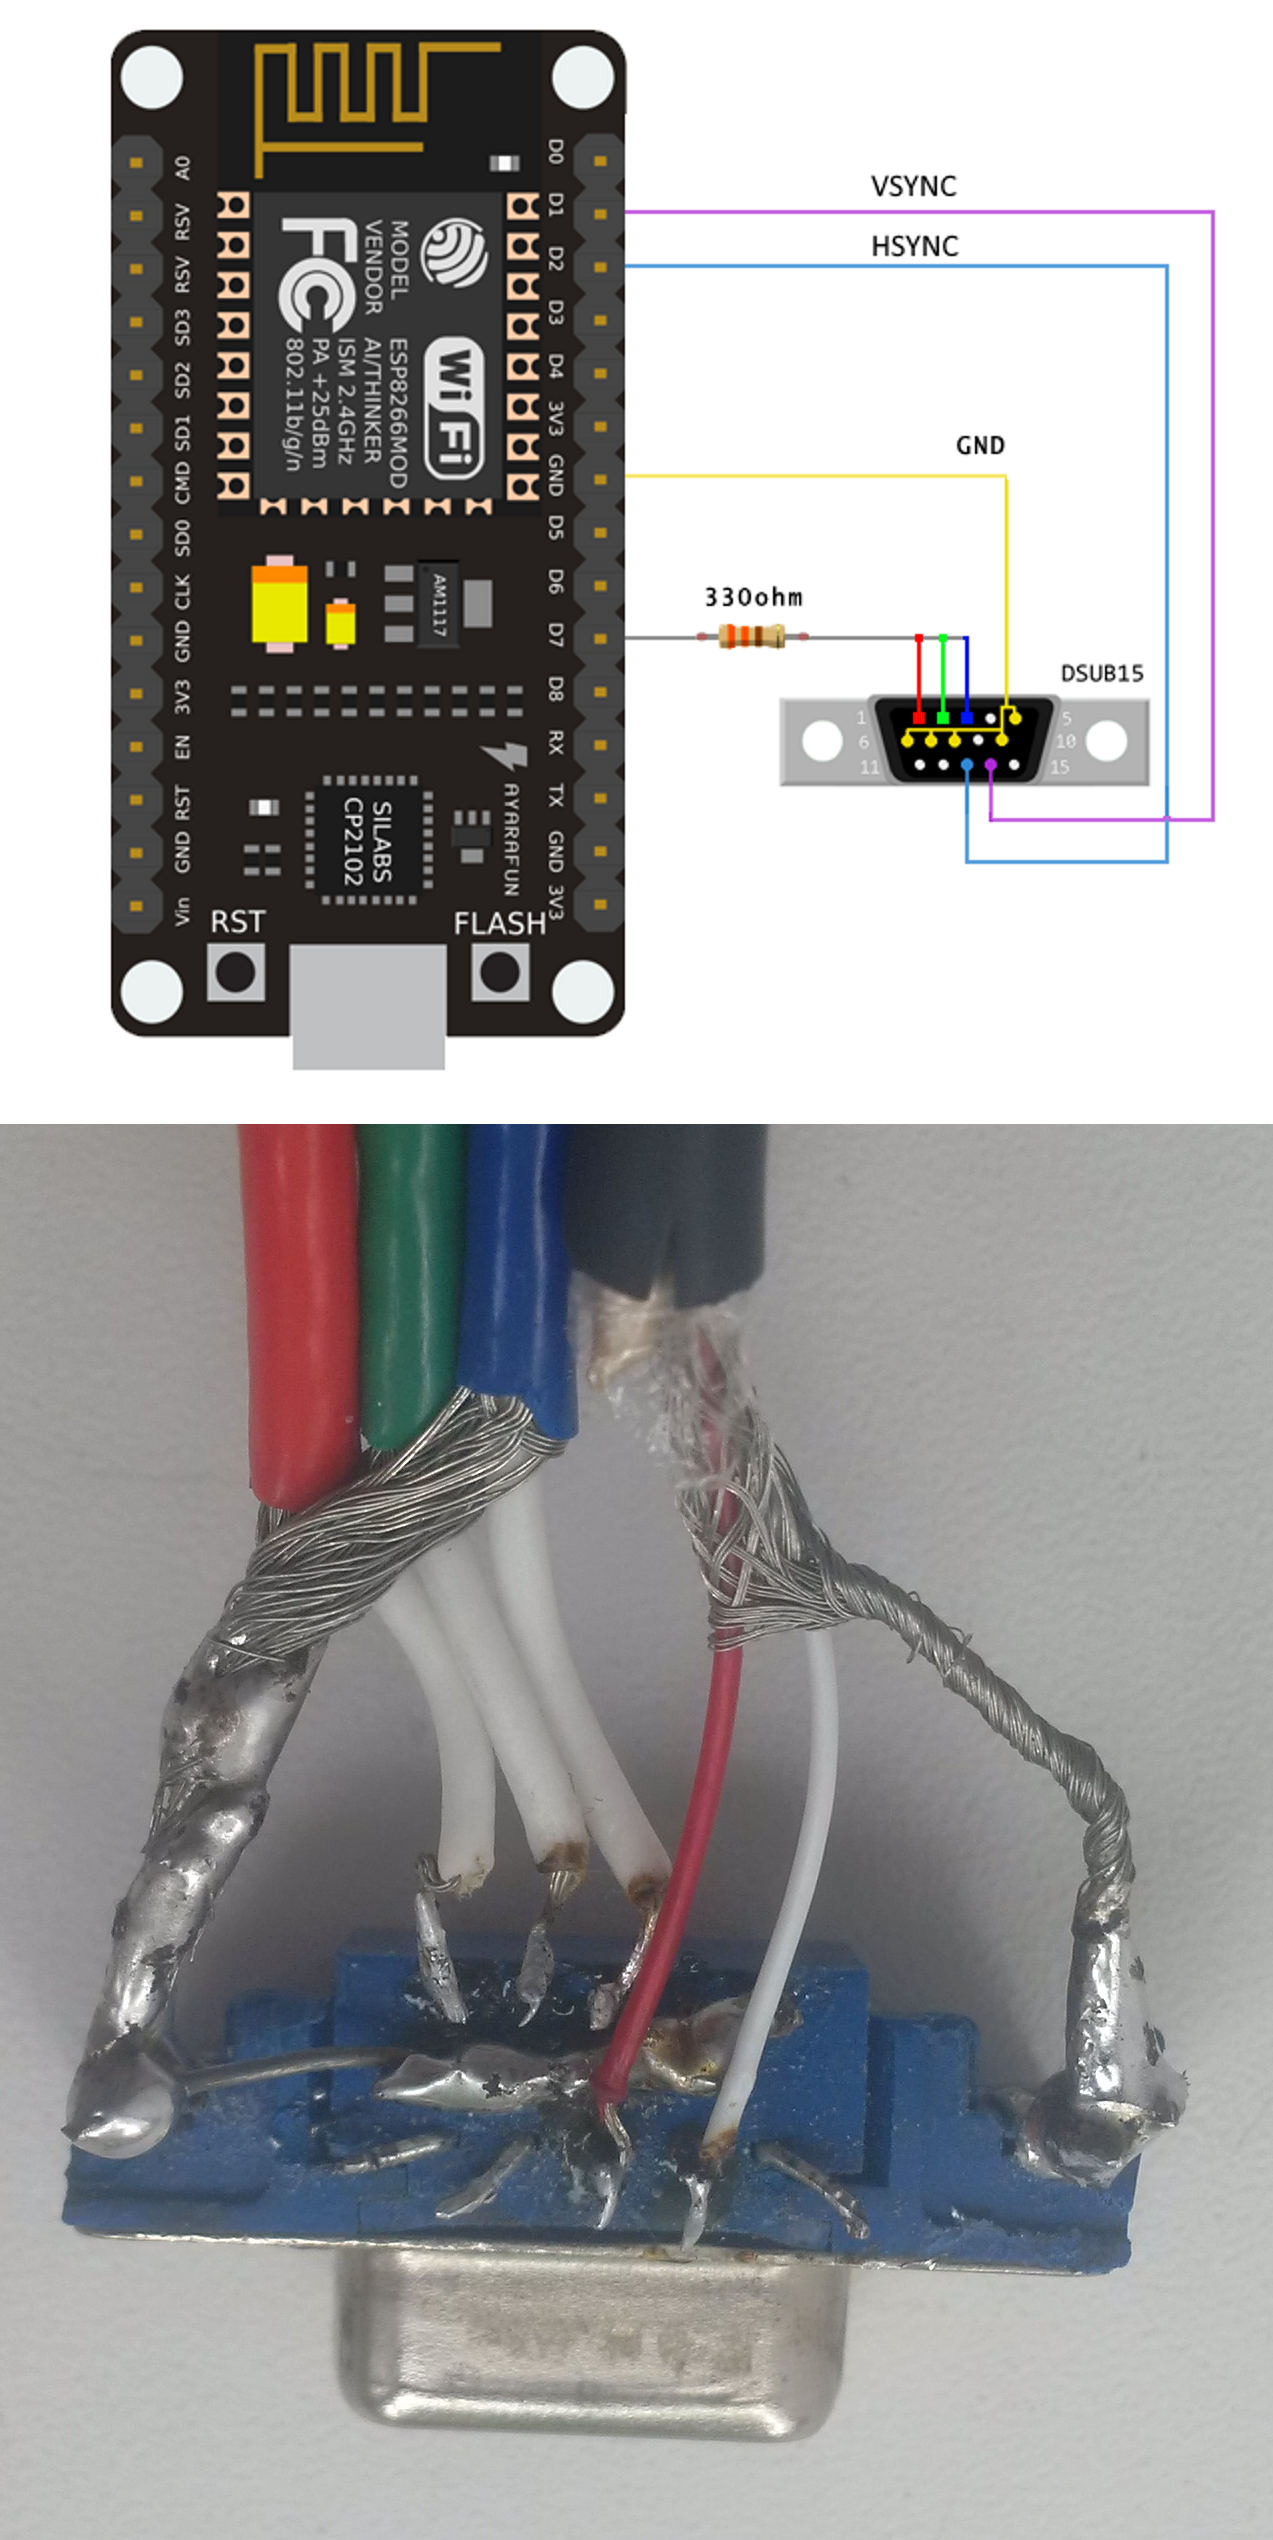 A0
RSV
RSV
SD3
SD2
SD1
CMD
SD0
CLK
GND
3V3
EN
RST
GND
Vin
D0
D1
D2
D3
D4
3V3
GND
D5
D6
D7
D8
RX
TX
GND
3V3
FC
MODEL
VENDOR
ESP8266MOD
AI/THINKER
ISM 2.4GHz
PA +25dBm
802.11b/g/n
WiFi
AM1117
SILABS
CP2102
AYARAFUN
RST
FLASH
VSYNC
HSYNC
GND
330ohm
DSUB15
1
5
6
10
11
15